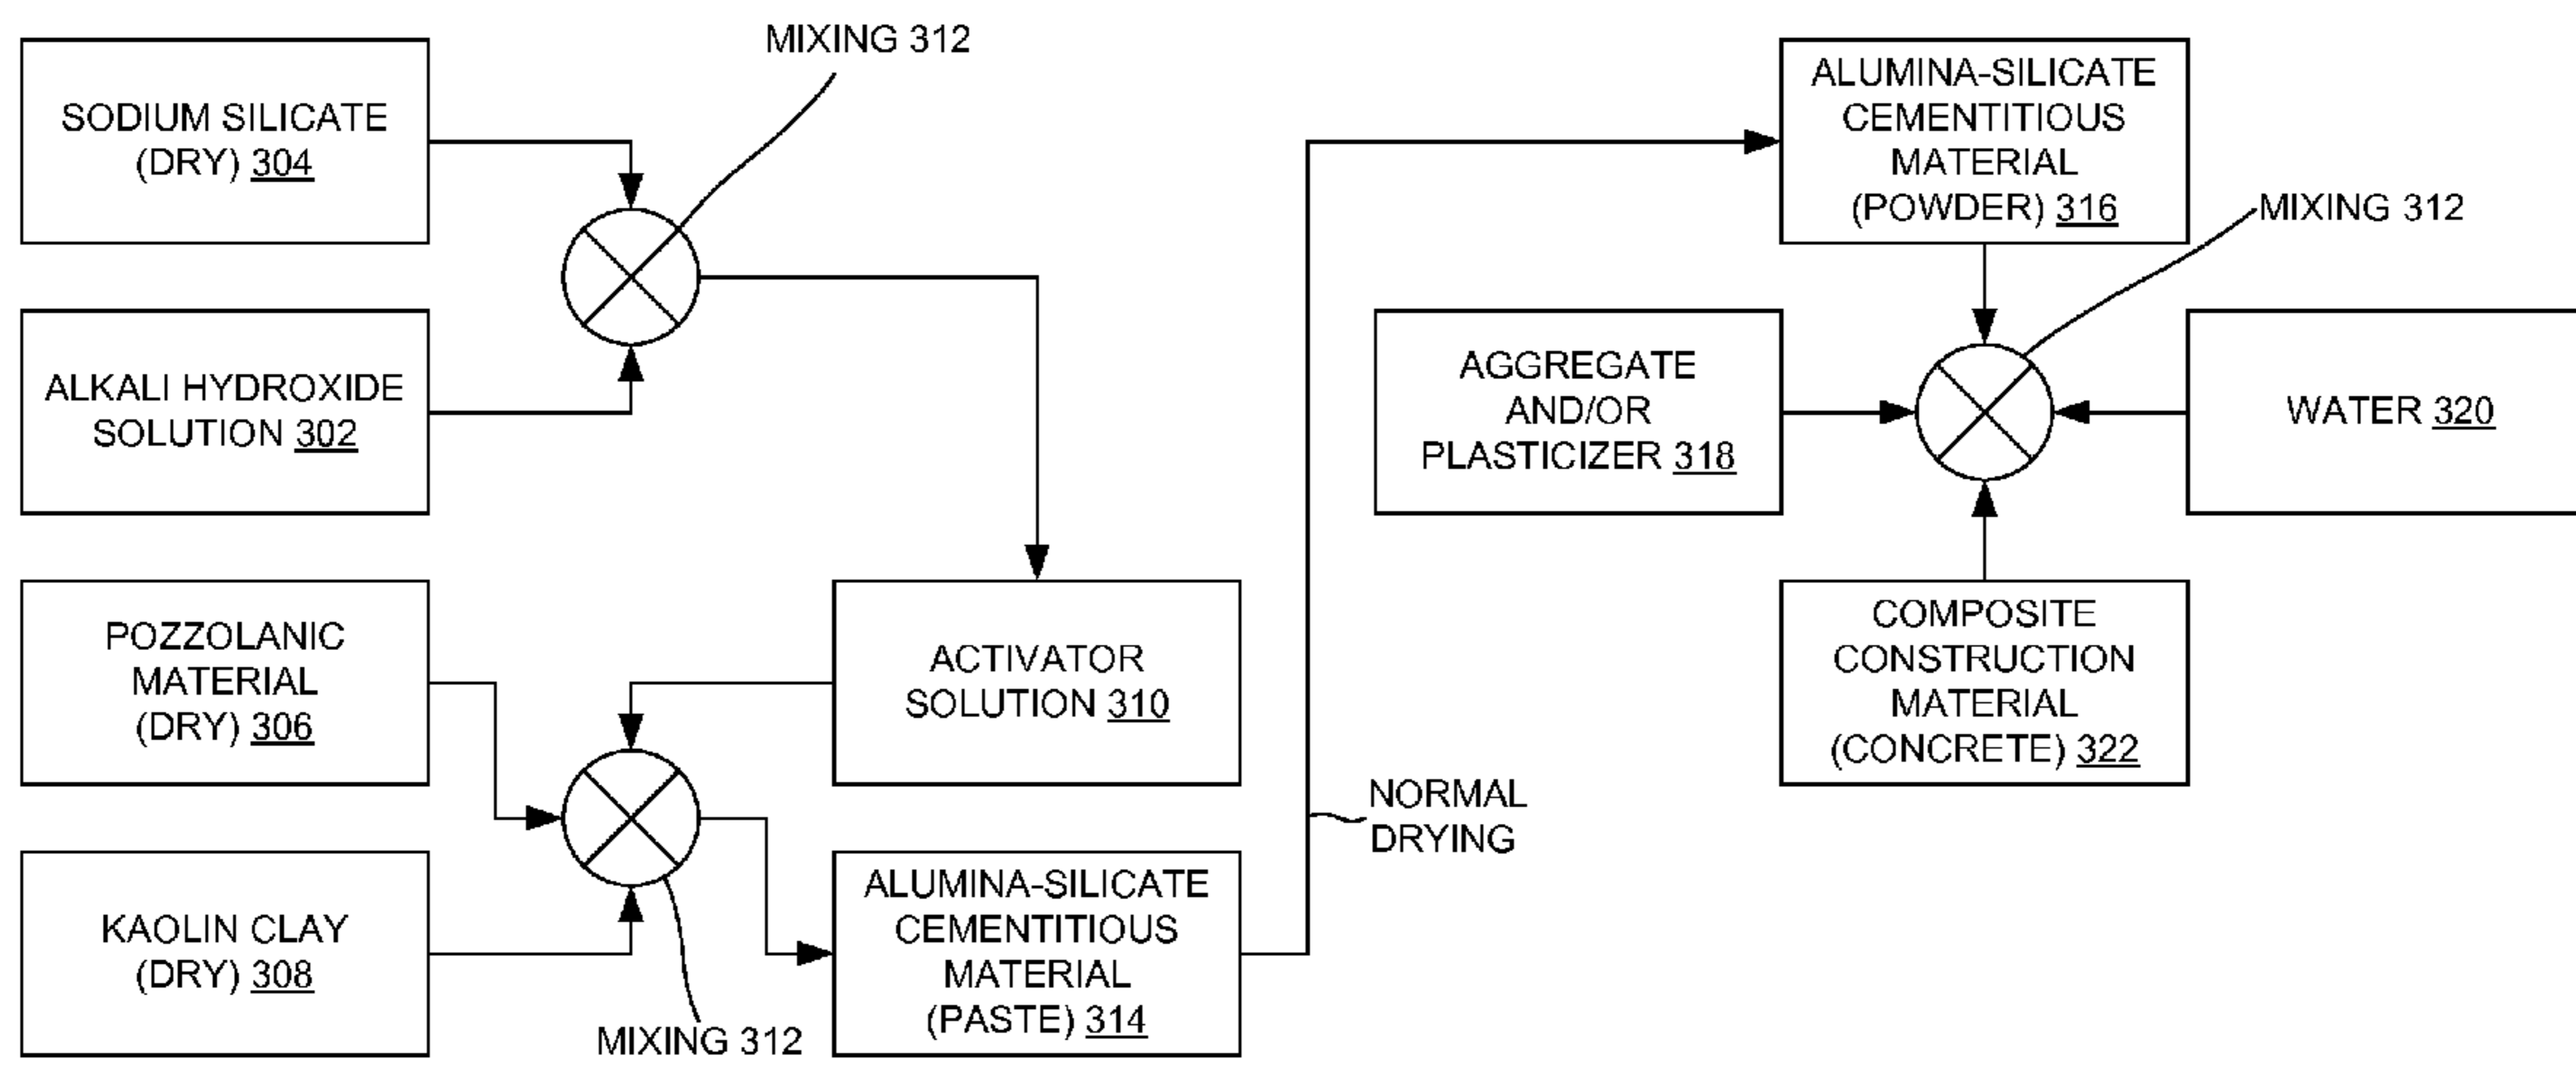 MIXING 312
SODIUM SILICATE
(DRY) 304
ALKALI HYDROXIDE
SOLUTION 302
POZZOLANIC
MATERIAL
(DRY) 306
KAOLIN CLAY
(DRY) 308
MIXING 312
ACTIVATOR
SOLUTION 310
ALUMINA-SILICATE
CEMENTITIOUS
MATERIAL
(PASTE) 314
NORMAL
DRYING
ALUMINA-SILICATE
CEMENTITIOUS
MATERIAL
(POWDER) 316
MIXING 312
AGGREGATE
AND/OR
PLASTICIZER 318
WATER 320
COMPOSITE
CONSTRUCTION
MATERIAL
(CONCRETE) 322